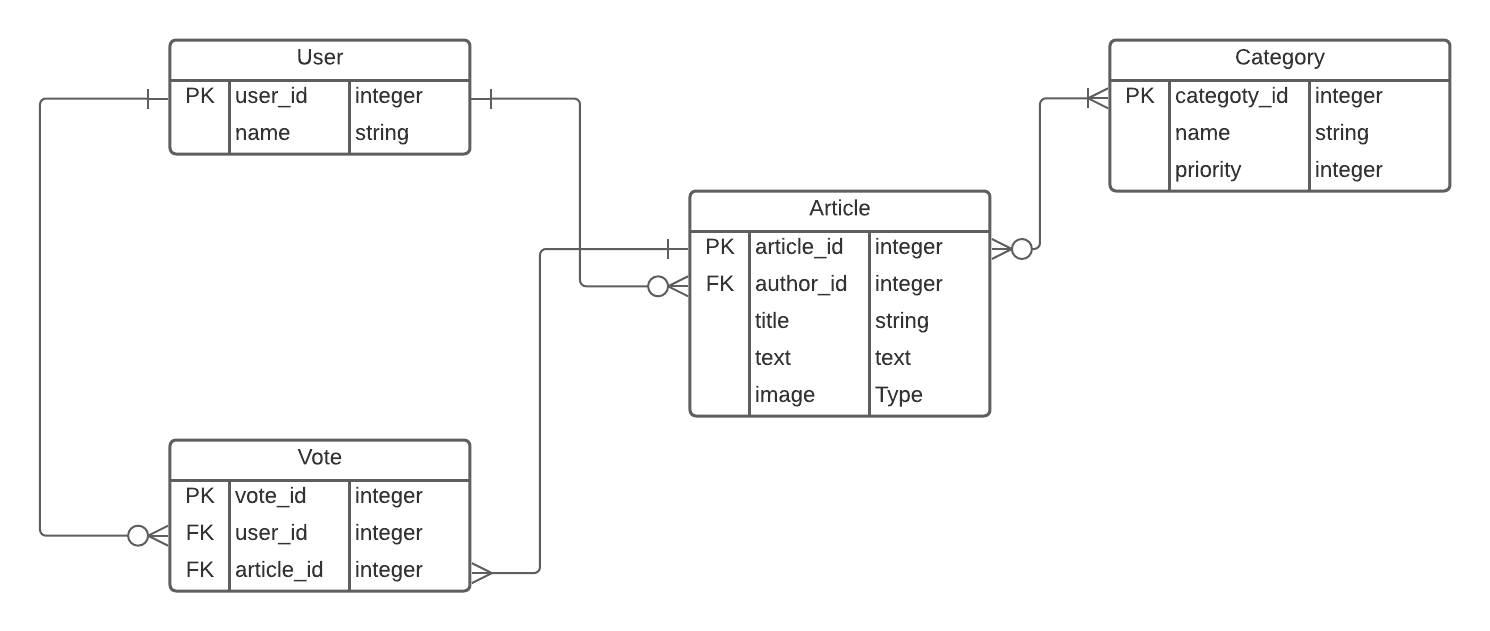 User
PK user_id integer
name string
Category
PK categoty_id integer
name string
priority integer
Article
PK article_id integer
FK author_id integer
title string
text text
image Type
Vote
PK vote_id integer
FK user_id integer
FK article_id integer